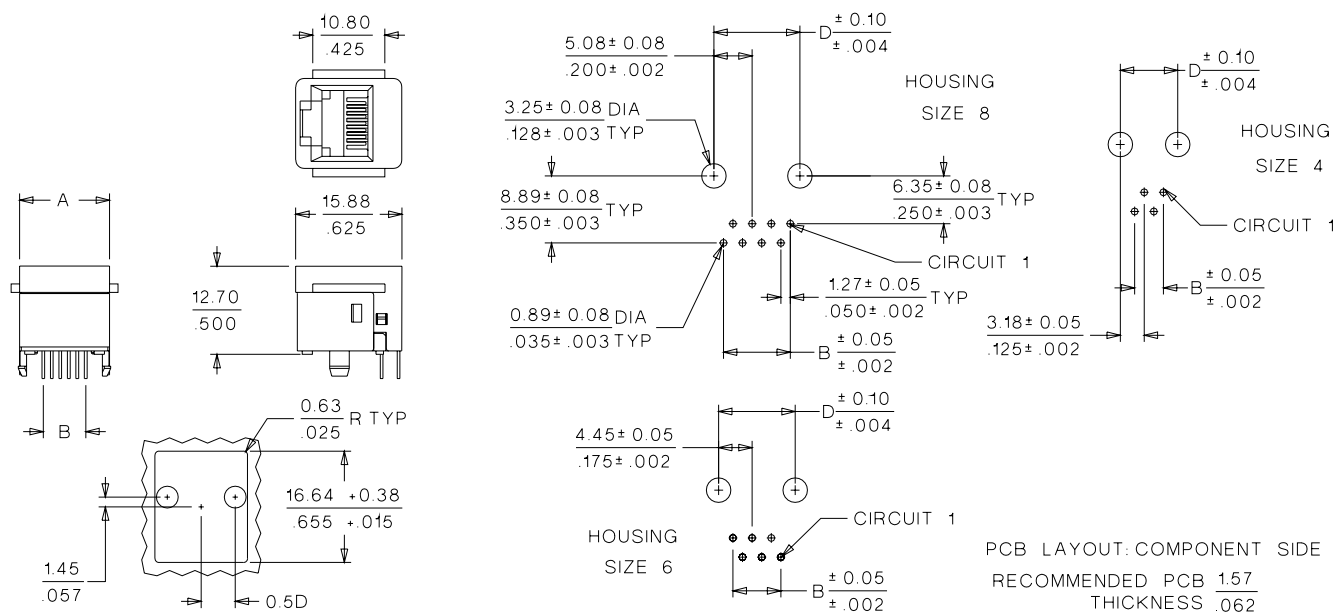 10.80
.425
A
15.88
.625
12.70
.500
B
0.63
.025
R TYP
16.64 +0.38
.655 +.015
1.45
.057
0.5D
5.08± 0.08
.200± .002
D
± 0.10
± .004
3.25± 0.08
.128± .003
DIA
TYP
HOUSING
SIZE 8
8.89± 0.08
.350± .003
TYP
6.35± 0.08
.250± .003
TYP
CIRCUIT 1
1.27± 0.05
.050± .002
TYP
0.89± 0.08
.035± .003
DIA
TYP
B
± 0.05
± .002
D
± 0.10
± .004
HOUSING
SIZE 4
CIRCUIT 1
B
± 0.05
± .002
3.18± 0.05
.125± .002
D
± 0.10
± .004
4.45± 0.05
.175± .002
CIRCUIT 1
HOUSING
SIZE 6
B
± 0.05
± .002
PCB LAYOUT: COMPONENT SIDE
RECOMMENDED PCB 1.57
THICKNESS .062